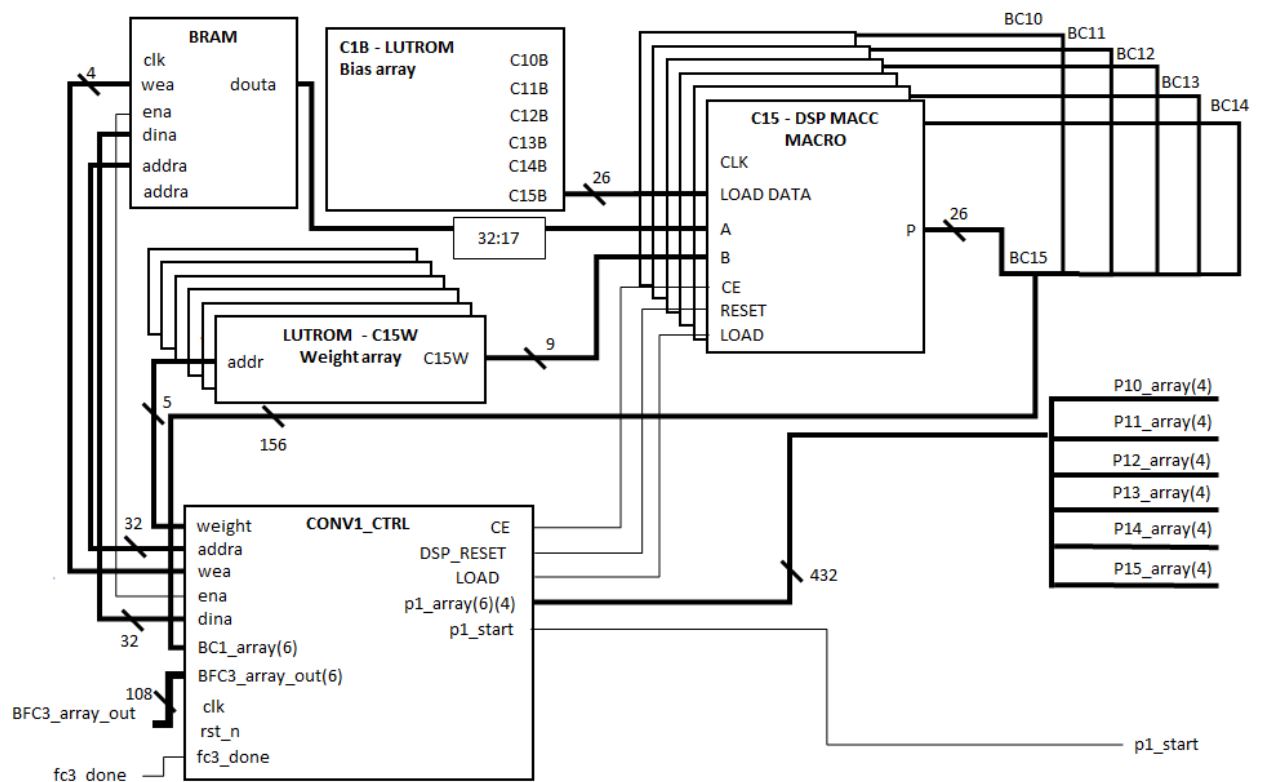 BRAM
clk
wea
douta
ena
dina
addra
addra
4
C1B - LUTROM
Bias array
C10B
C11B
C12B
C13B
C14B
C15B
26
32:17
C15 - DSP MACC
MACRO
CLK
LOAD DATA
A
P
B
CE
RESET
LOAD
26
BC10
BC11
BC12
BC13
BC14
BC15
LUTROM - C15W
Weight array
addr
C15W
9
5
156
P10_array(4)
P11_array(4)
P12_array(4)
P13_array(4)
P14_array(4)
P15_array(4)
CONV1_CTRL
weight
CE
addra
DSP_RESET
wea
LOAD
ena
p1_array(6)(4)
dina
p1_start
BC1_array(6)
BFC3_array_out(6)
clk
rst_n
fc3_done
32
32
108
432
BFC3_array_out
fc3_done
p1_start